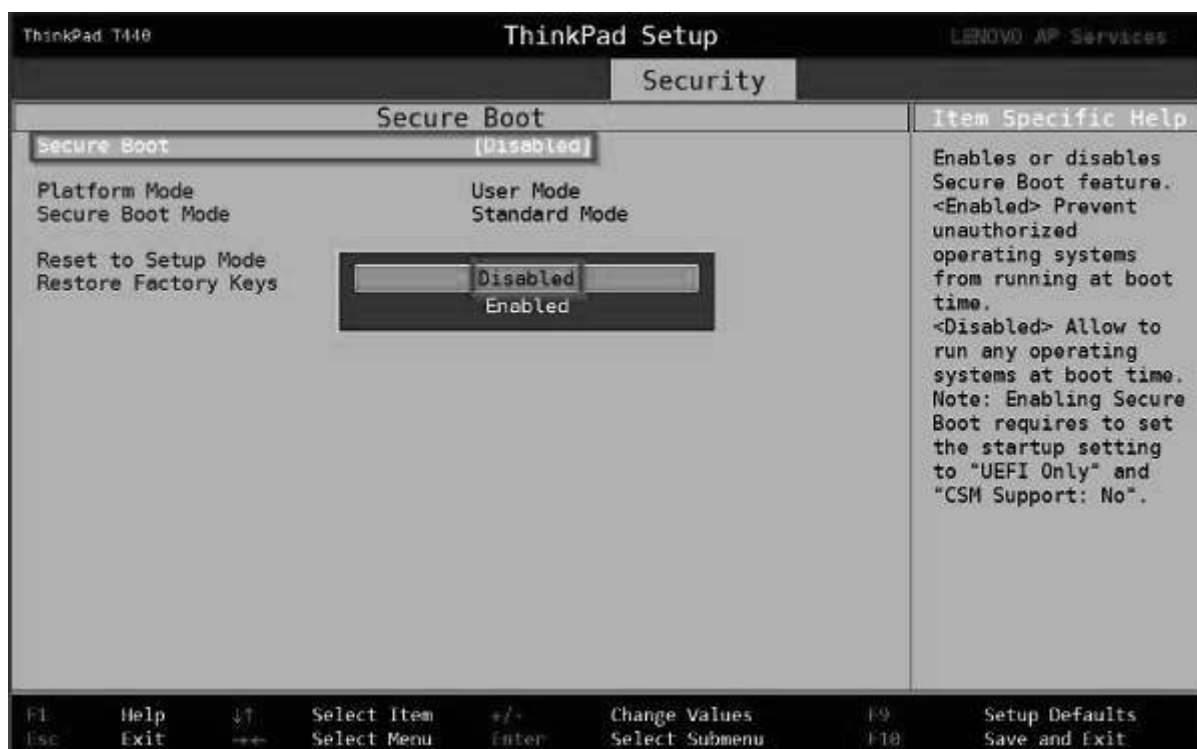 ThinkPad T440
ThinkPad Setup
LENOVO AP Services
Security
Secure Boot
Item Specific Help
Secure Boot [Disabled]
Platform Mode User Mode
Secure Boot Mode Standard Mode
Reset to Setup Mode
Restore Factory Keys
Disabled
Enabled
Enables or disables
Secure Boot feature.
<Enabled> Prevent
unauthorized
operating systems
from running at boot
time.
<Disabled> Allow to
run any operating
systems at boot time.
Note: Enabling Secure
Boot requires to set
the startup setting
to "UEFI Only" and
"CSM Support: No".
F1 Help ↓↑ Select Item +/- Change Values F9 Setup Defaults
Esc Exit →← Select Menu Enter Select Submenu F10 Save and Exit